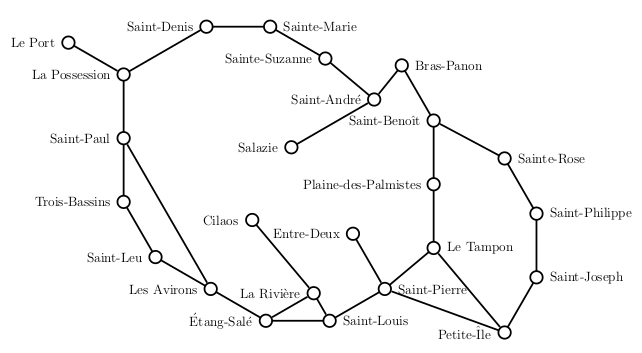 Saint-Denis
Sainte-Marie
Le Port
Sainte-Suzanne
Bras-Panon
La Possession
Saint-André
Saint-Benoît
Saint-Paul
Salazie
Sainte-Rose
Plaine-des-Palmistes
Trois-Bassins
Saint-Philippe
Cilaos
Entre-Deux
Le Tampon
Saint-Leu
Saint-Joseph
Les Avirons
La Rivière
Saint-Pierre
Étang-Salé
Saint-Louis
Petite-Île